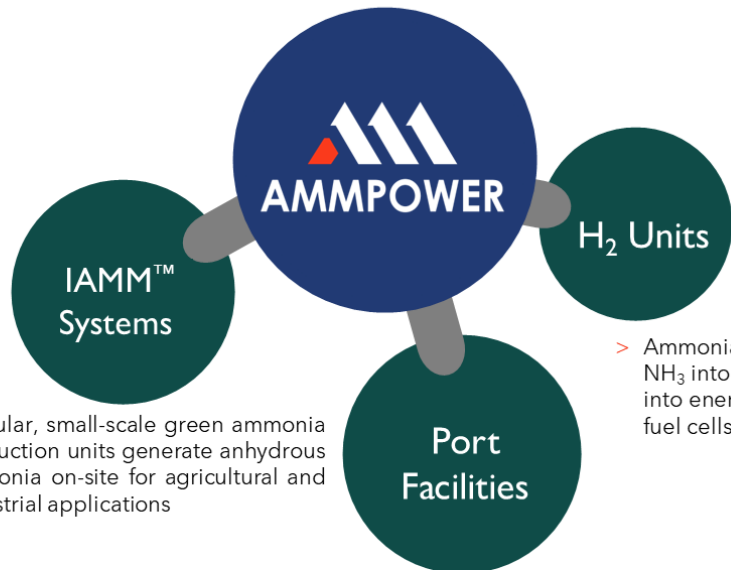 AMMPOWER
IAMM™
Systems
H₂ Units
Port
Facilities
ular, small-scale green ammonia
uction units generate anhydrous
onia on-site for agricultural and
strial applications
> Ammonia
NH₃ into
into ener
fuel cells